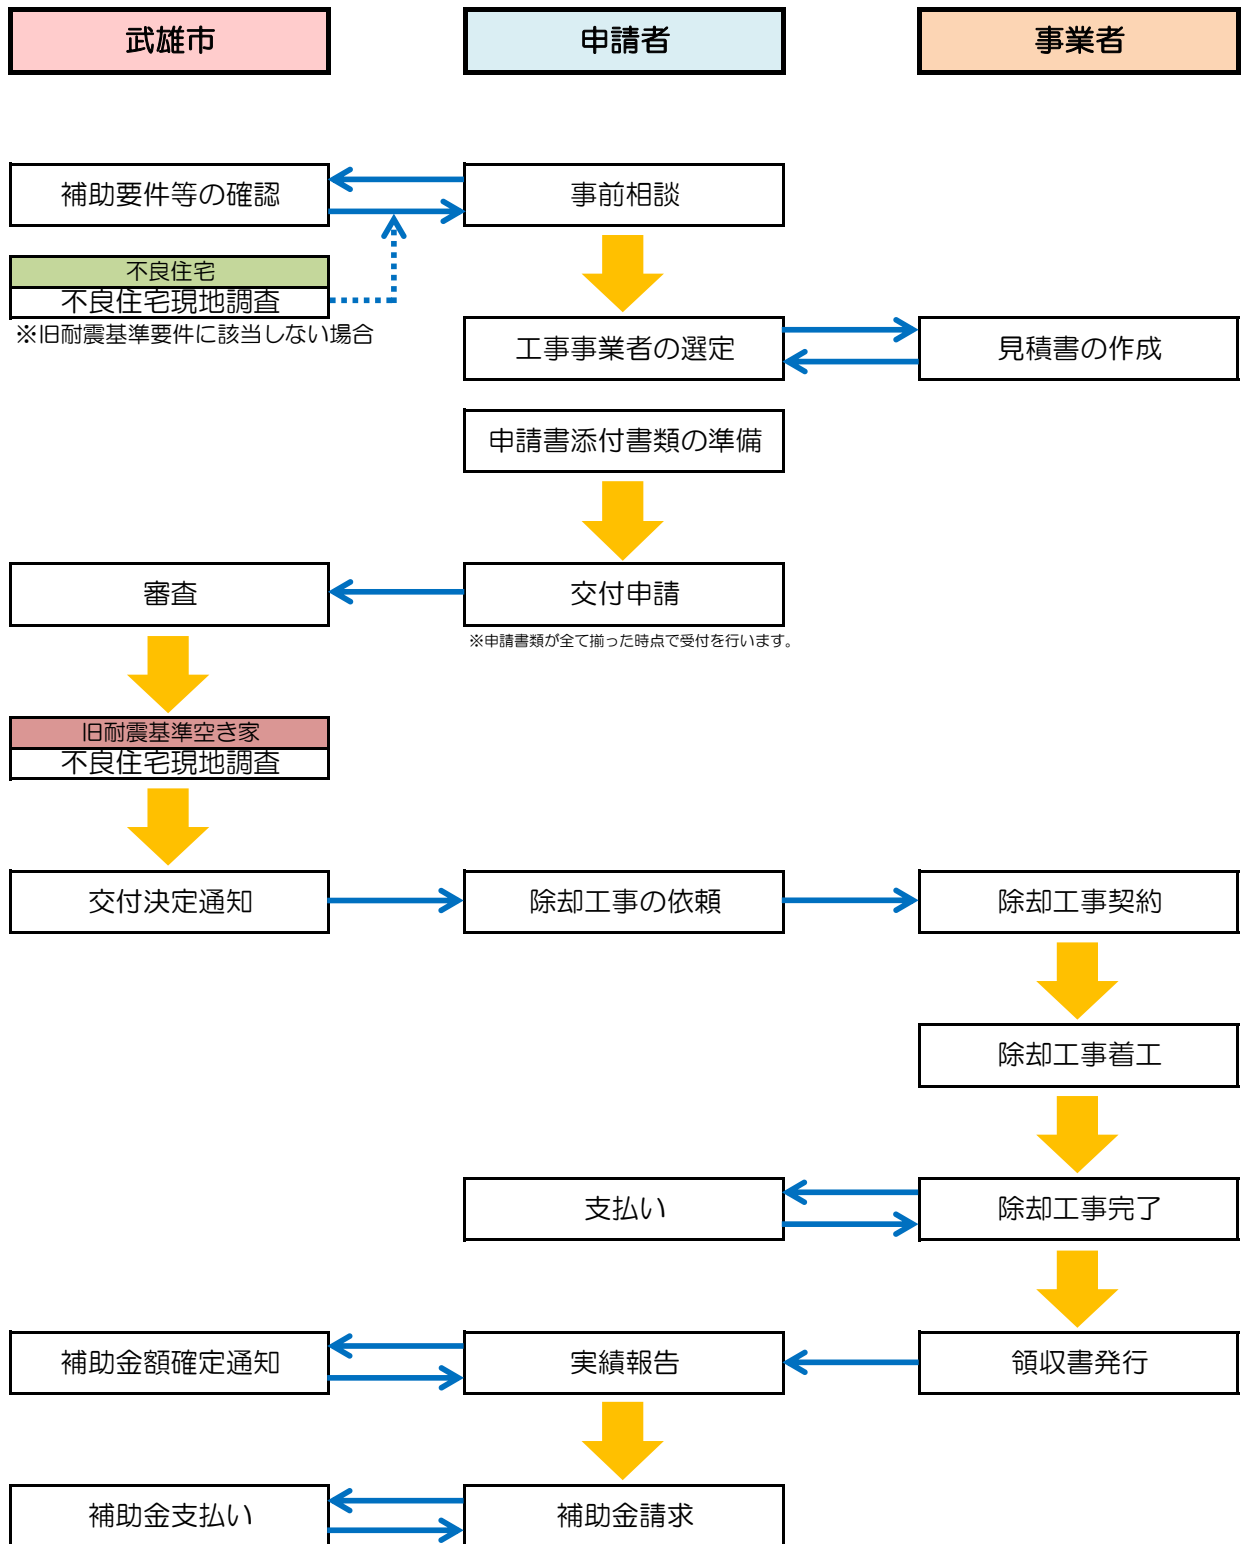 武雄市
申請者
事業者
補助要件等の確認
事前相談
不良住宅
不良住宅現地調査
※旧耐震基準要件に該当しない場合
工事事業者の選定
見積書の作成
申請書添付書類の準備
審査
交付申請
※申請書類が全て揃った時点で受付を行います。
旧耐震基準空き家
不良住宅現地調査
交付決定通知
除却工事の依頼
除却工事契約
除却工事着工
支払い
除却工事完了
補助金額確定通知
実績報告
領収書発行
補助金支払い
補助金請求